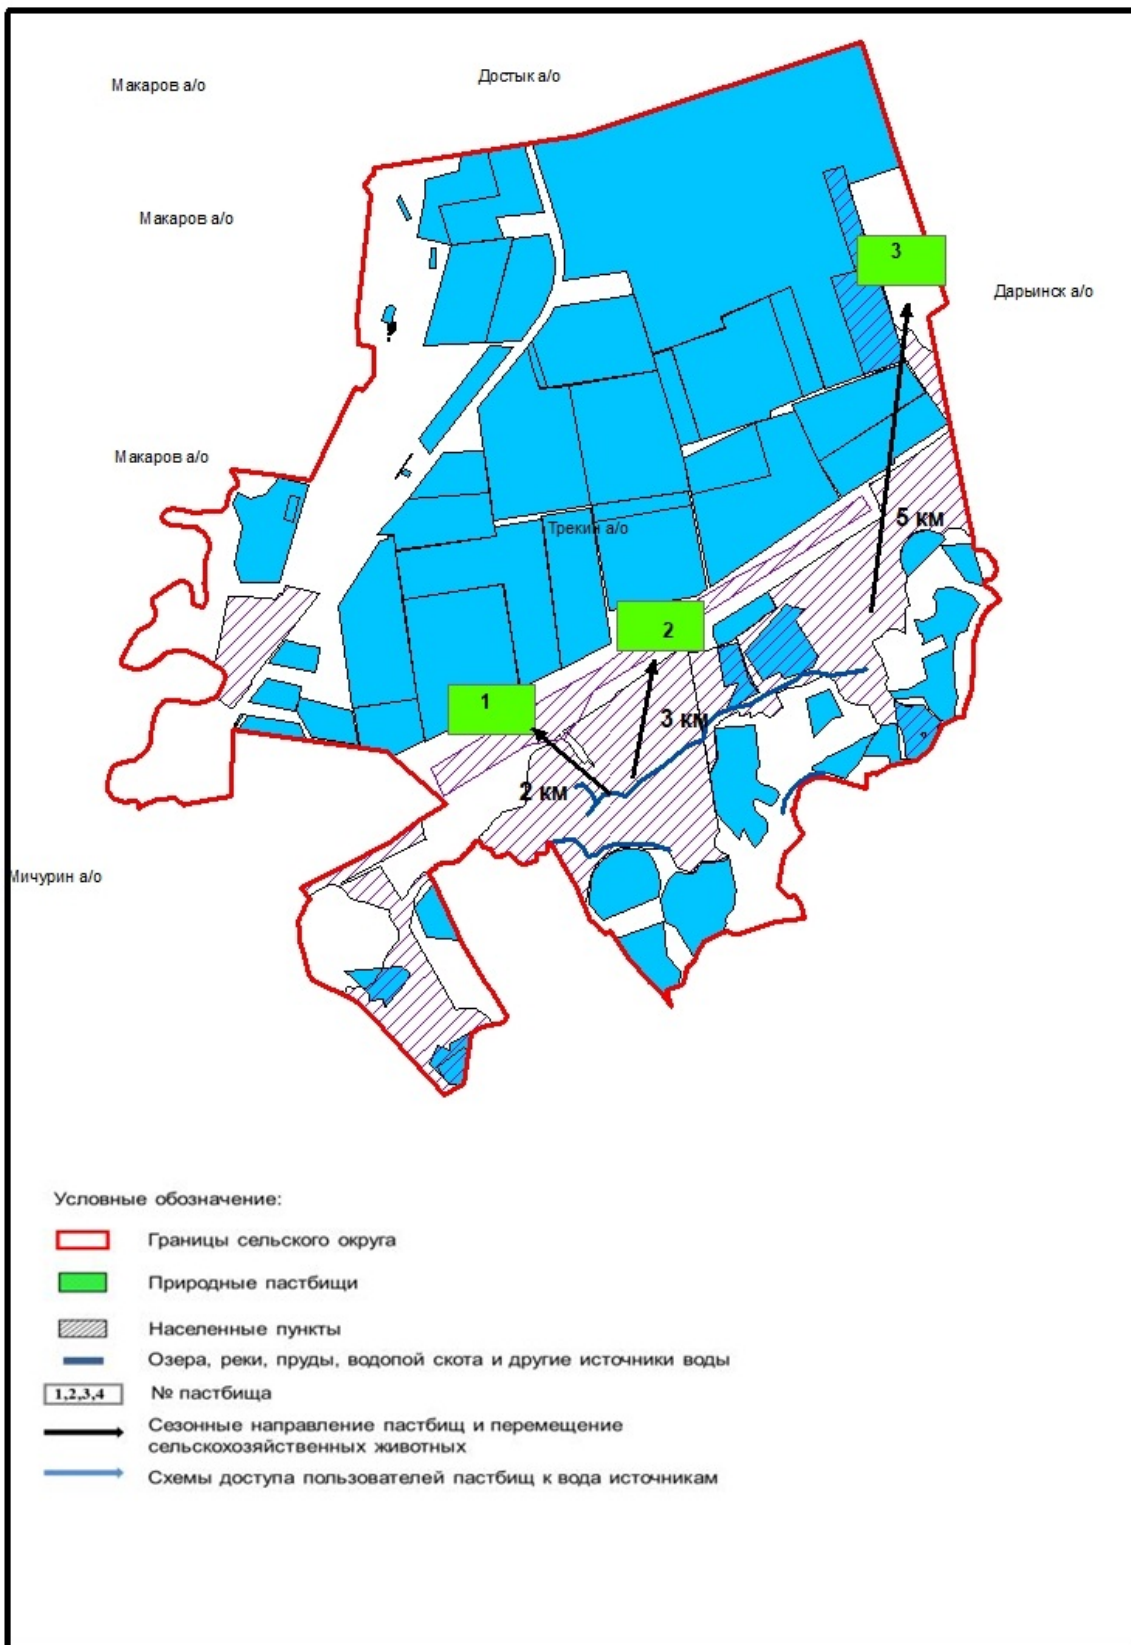 Макаров а/о
Достык а/о
Макаров а/о
3
Дарьинск а/о
Макаров а/о
5 км
Трекин а/о
2
1
3 км
2 км
Мичурин а/о
Условные обозначение:
Границы сельского округа
Природные пастбищи
Населенные пункты
Озера, реки, пруды, водопой скота и другие источники воды
1,2,3,4 № пастбища
Сезонные направление пастбищ и перемещение
сельскохозяйственных животных
Схемы доступа пользователей пастбищ к вода источникам